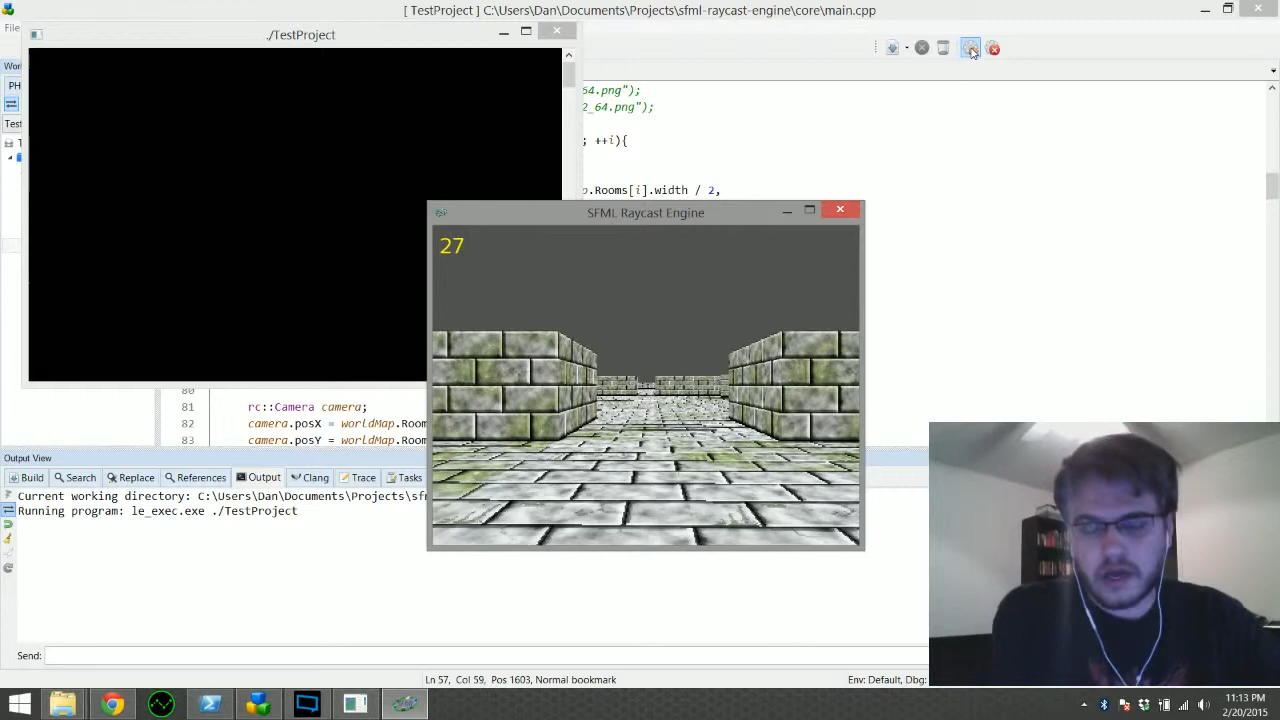 [ TestProject ] C:\Users\Dan\Documents\Projects\sfml-raycast-engine\core\main.cpp
File
./TestProject
64.png");
2_64.png");
; ++i){
.Rooms[i].width / 2,
SFML Raycast Engine
27
80
81 rc::Camera camera;
82 camera.posX = worldMap.Room
83 camera.posY = worldMap.Room
Output View
Build Search Replace References Output Clang Trace Tasks
Current working directory: C:\Users\Dan\Documents\Projects\sfm
Running program: le_exec.exe ./TestProject
Send:
Ln 57, Col 59, Pos 1603, Normal bookmark
Env: Default, Dbg:
11:13 PM
2/20/2015